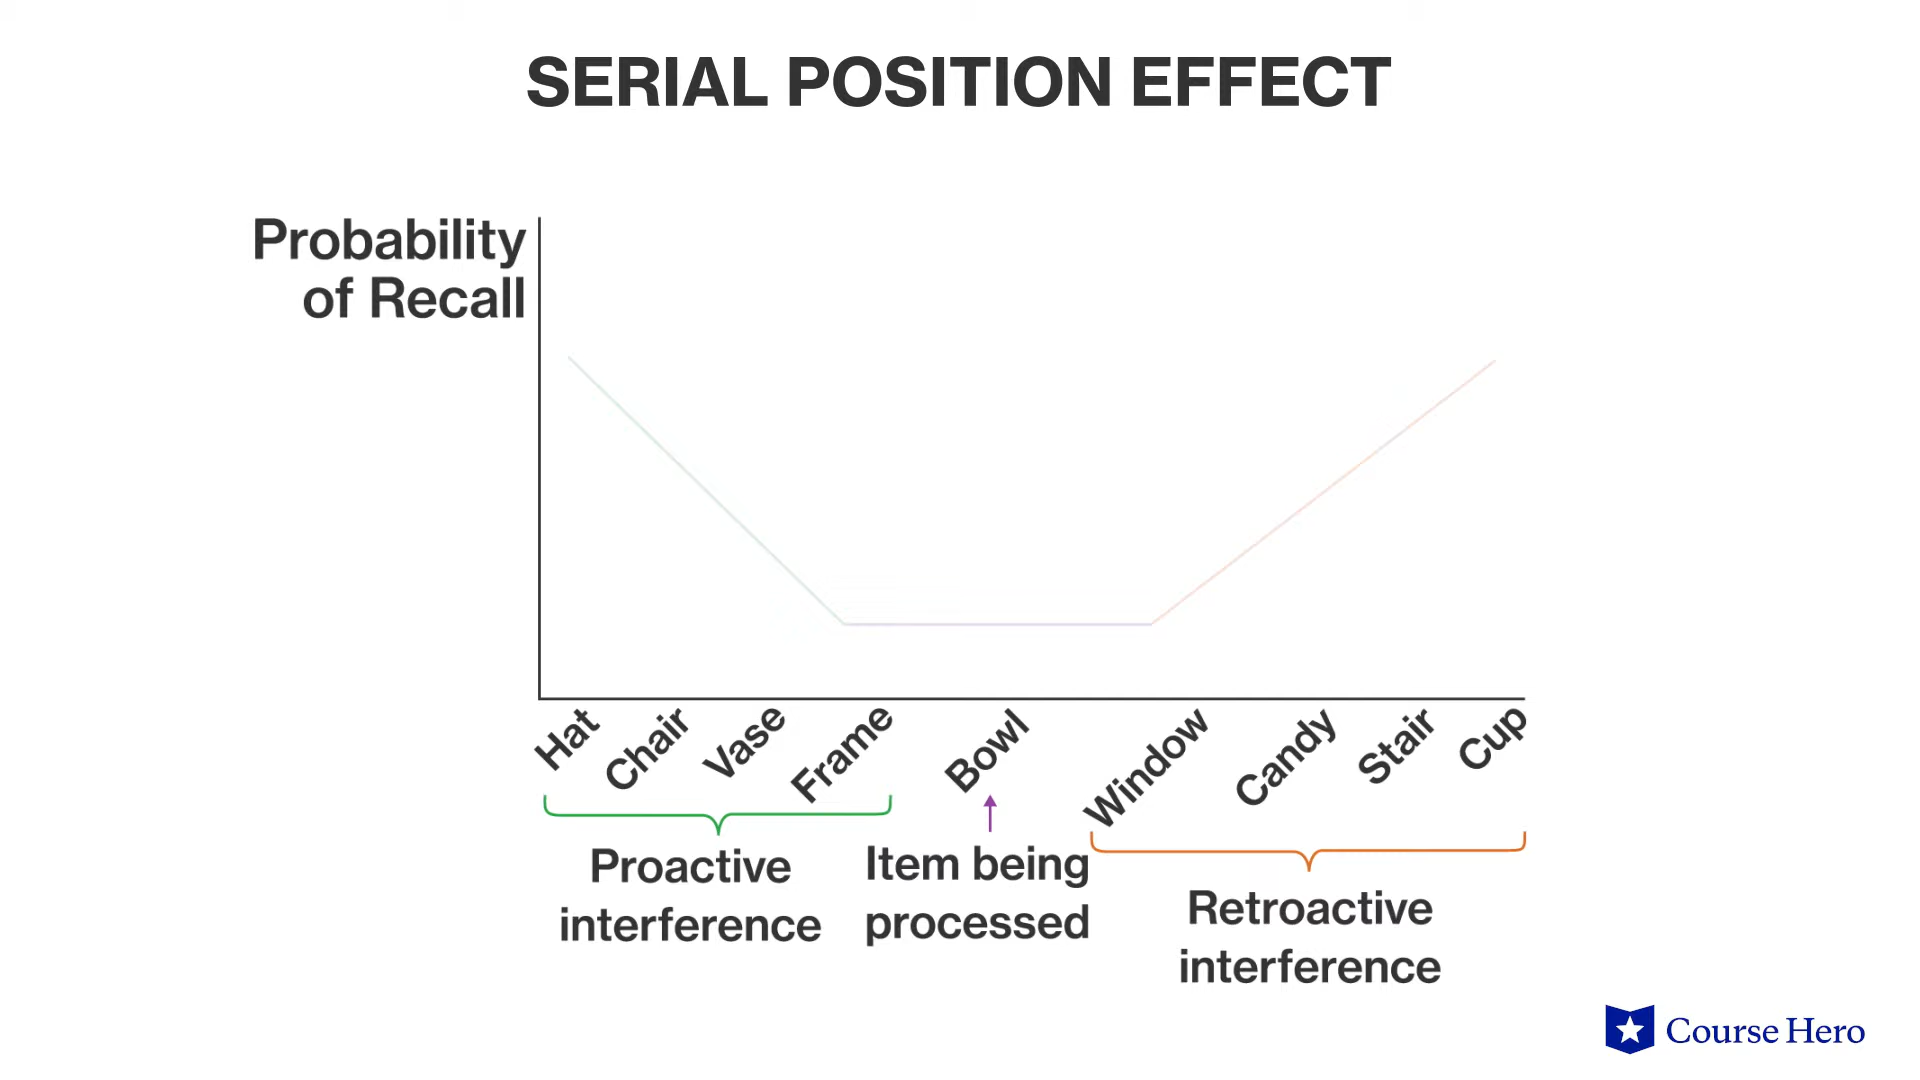 SERIAL POSITION EFFECT
Probability
of Recall
Hat
Chair
Vase
Frame
Bowl
Window
Candy
Stair
Cup
Proactive
interference
Item being
processed
Retroactive
interference
Course Hero